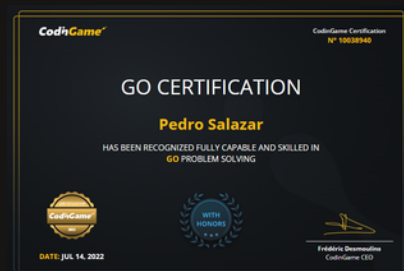 CodinGame
CodinGame Certification
N° 10038940
GO CERTIFICATION
Pedro Salazar
HAS BEEN RECOGNIZED FULLY CAPABLE AND SKILLED IN
GO PROBLEM SOLVING
CodinGame
WITH
HONORS
Frédéric Desmoulins
CodinGame CEO
DATE: JUL 14, 2022